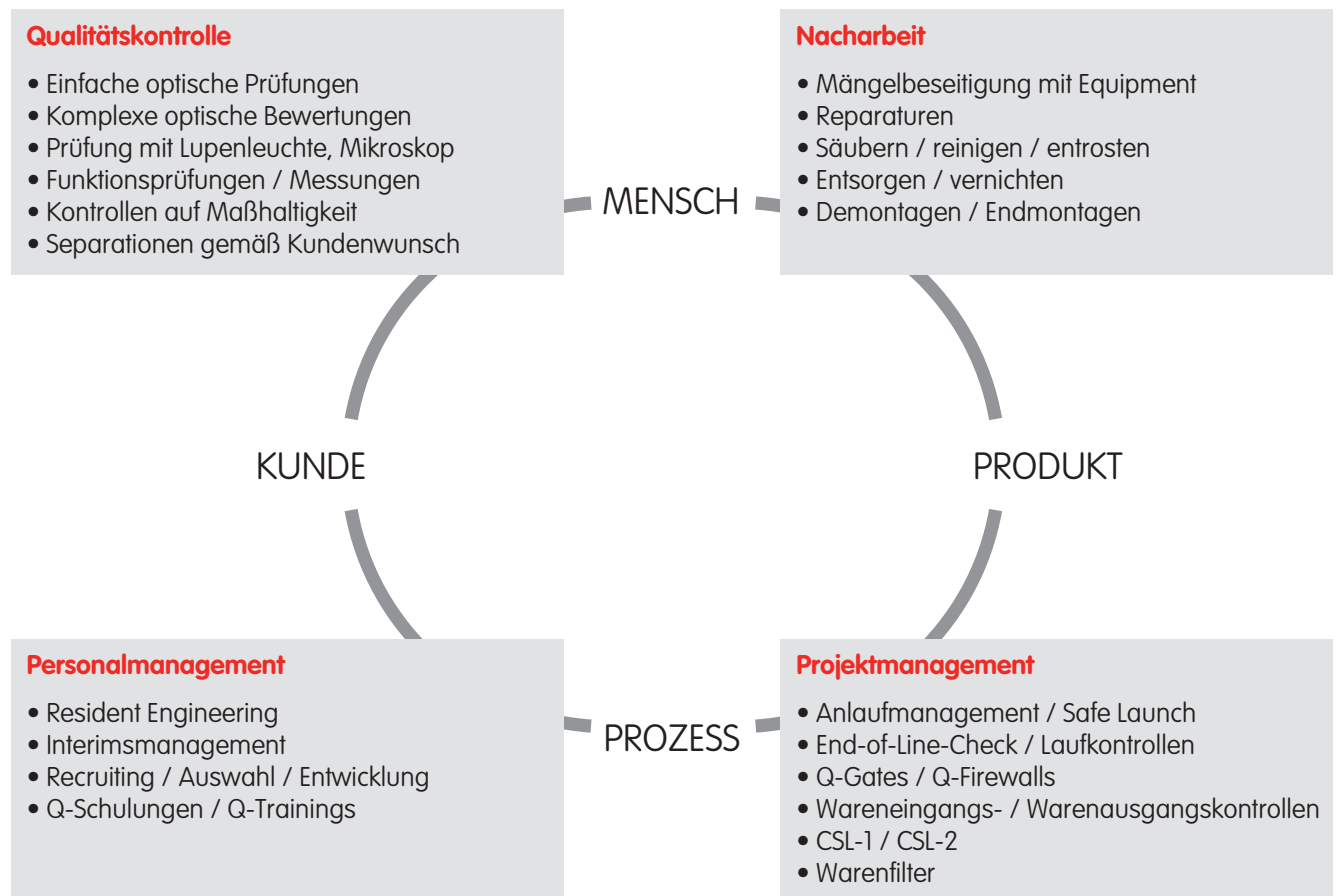 Qualitätskontrolle
• Einfache optische Prüfungen
• Komplexe optische Bewertungen
• Prüfung mit Lupenleuchte, Mikroskop
• Funktionsprüfungen / Messungen
• Kontrollen auf Maßhaltigkeit
• Separationen gemäß Kundenwunsch
Nacharbeit
• Mängelbeseitigung mit Equipment
• Reparaturen
• Säubern / reinigen / entrosten
• Entsorgen / vernichten
• Demontagen / Endmontagen
MENSCH
KUNDE
PRODUKT
Personalmanagement
• Resident Engineering
• Interimsmanagement
• Recruiting / Auswahl / Entwicklung
• Q-Schulungen / Q-Trainings
PROZESS
Projektmanagement
• Anlaufmanagement / Safe Launch
• End-of-Line-Check / Laufkontrollen
• Q-Gates / Q-Firewalls
• Wareneingangs- / Warenausgangskontrollen
• CSL-1 / CSL-2
• Warenfilter